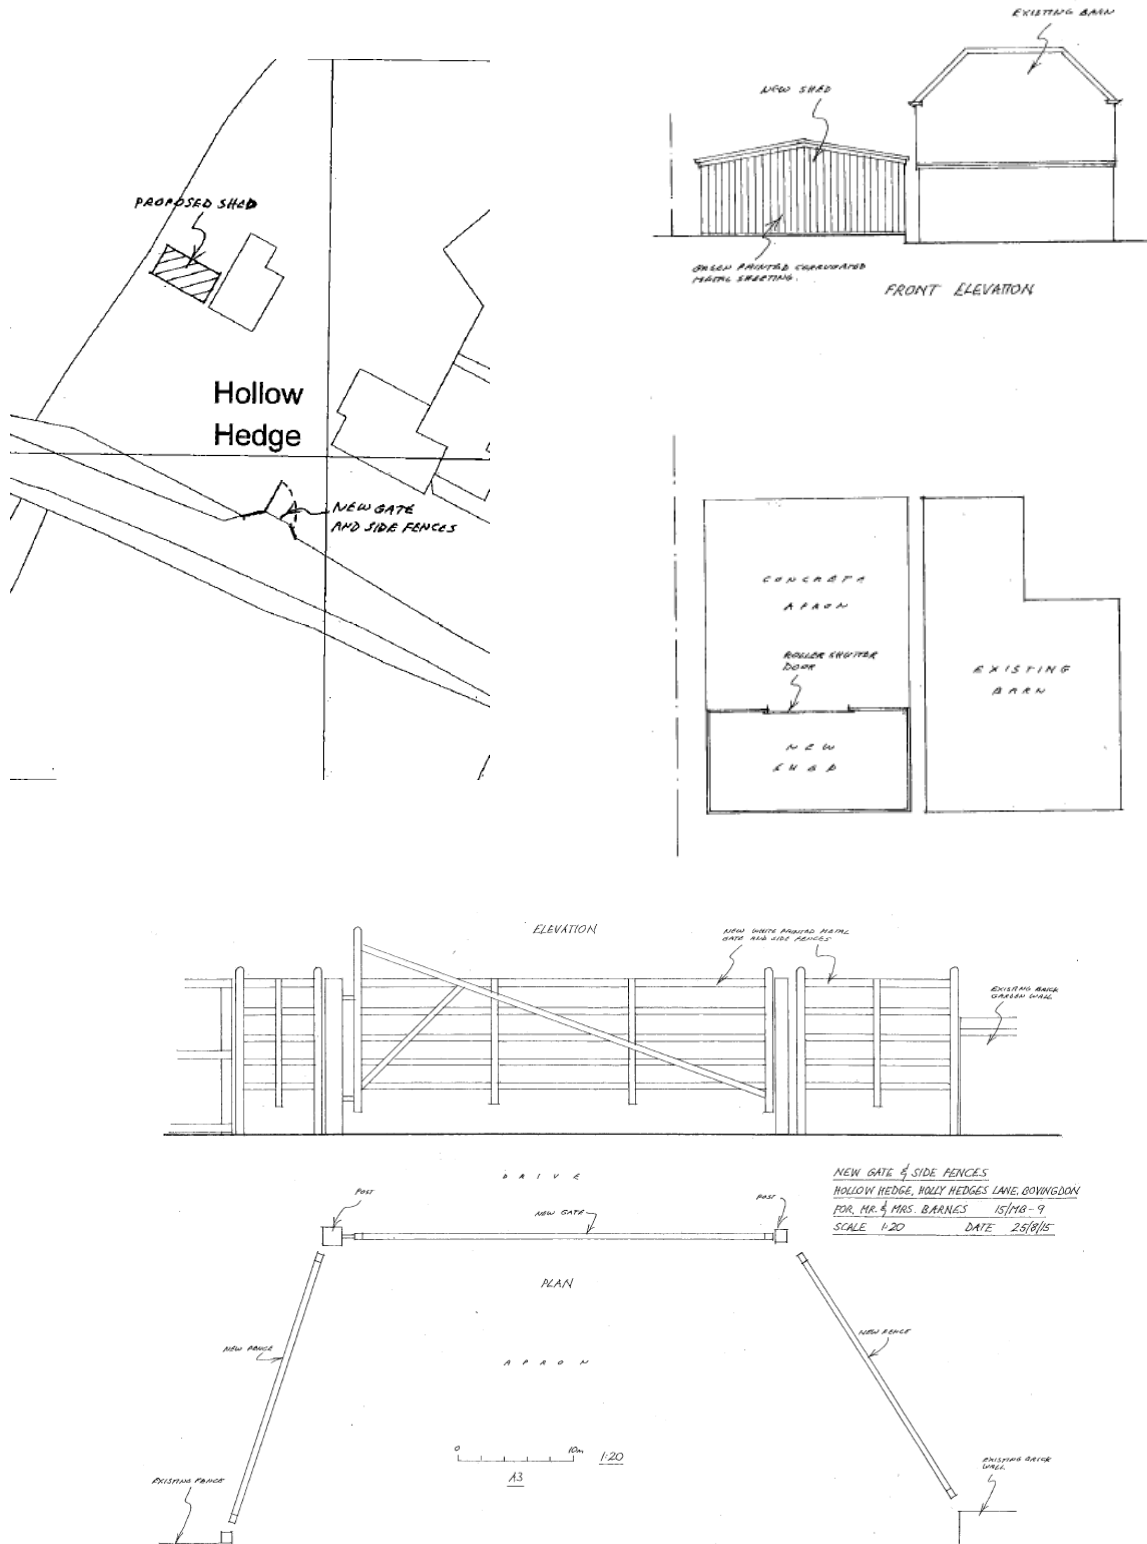 EXISTING BARN
NEW SHED
PROPOSED SHED
GREEN PAINTED CORRUGATED
METAL SHEETING.
FRONT ELEVATION
Hollow
Hedge
NEW GATE
AND SIDE FENCES
CONCRETE
APRON
ROLLER SHUTTER
DOOR
EXISTING
BARN
NEW
SHED
ELEVATION
NEW WHITE PAINTED METAL
GATE AND SIDE FENCES
EXISTING BRICK
GARDEN WALL
DRIVE
NEW GATE & SIDE FENCES
HOLLOW HEDGE, HOLLY HEDGES LANE, BOVINGDON
FOR MR. & MRS. BARNES 15/MB-9
SCALE 1:20 DATE 25/8/15
POST
POST
NEW GATE
PLAN
NEW FENCE
NEW FENCE
APRON
0 10m 1:20
A3
EXISTING FENCE
EXISTING BRICK
WALL